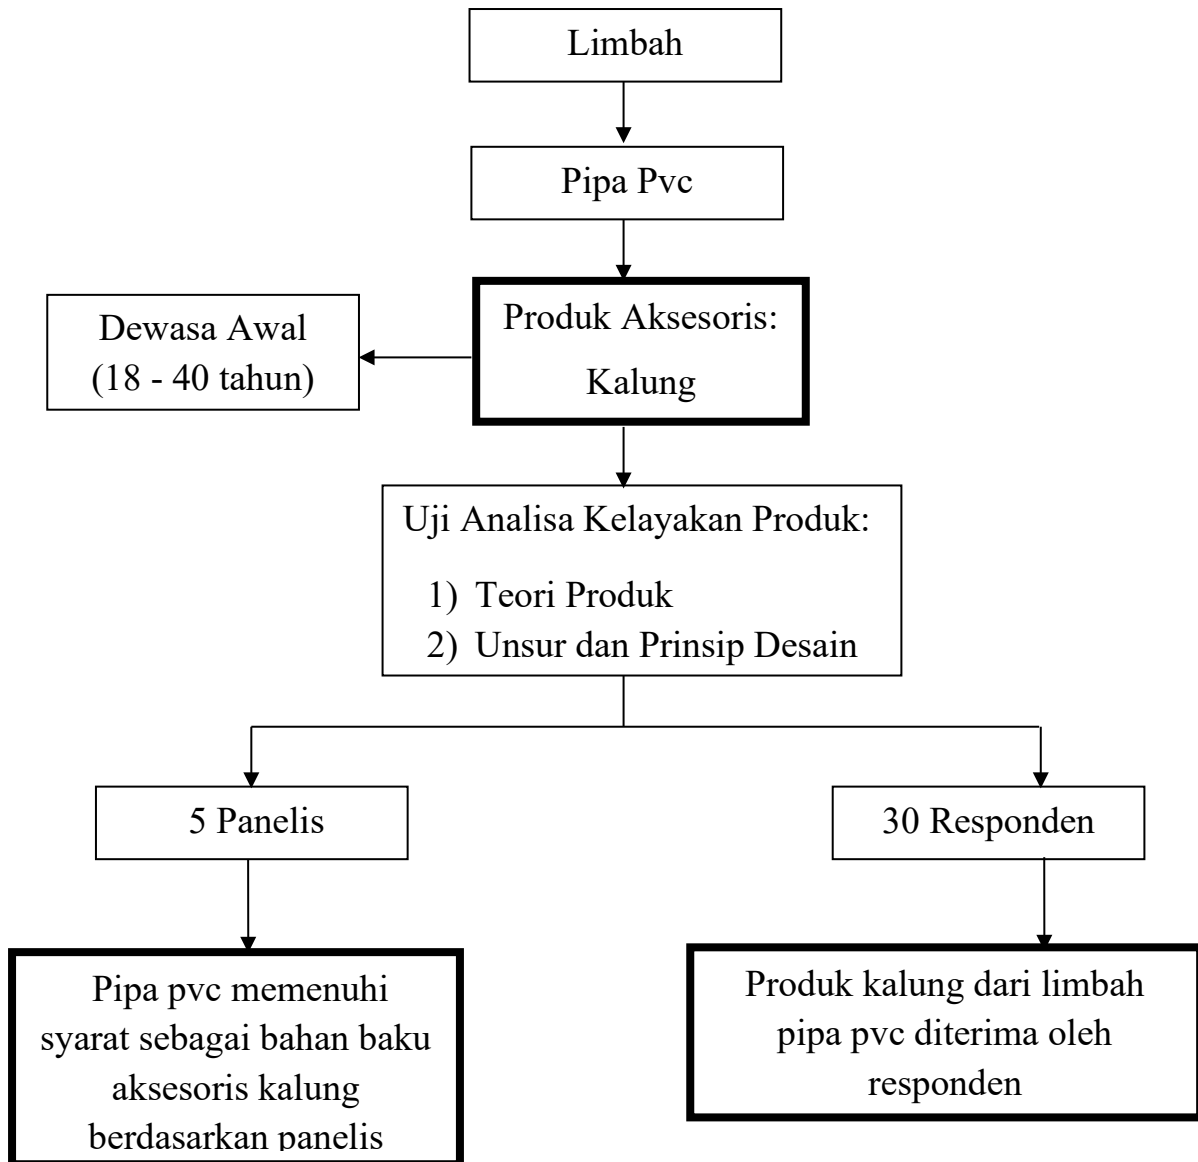 Limbah
Pipa Pvc
Produk Aksesoris:
Kalung
Dewasa Awal
(18 - 40 tahun)
Uji Analisa Kelayakan Produk:
1) Teori Produk
2) Unsur dan Prinsip Desain
5 Panelis
30 Responden
Pipa pvc memenuhi
syarat sebagai bahan baku
aksesoris kalung
berdasarkan panelis
Produk kalung dari limbah
pipa pvc diterima oleh
responden